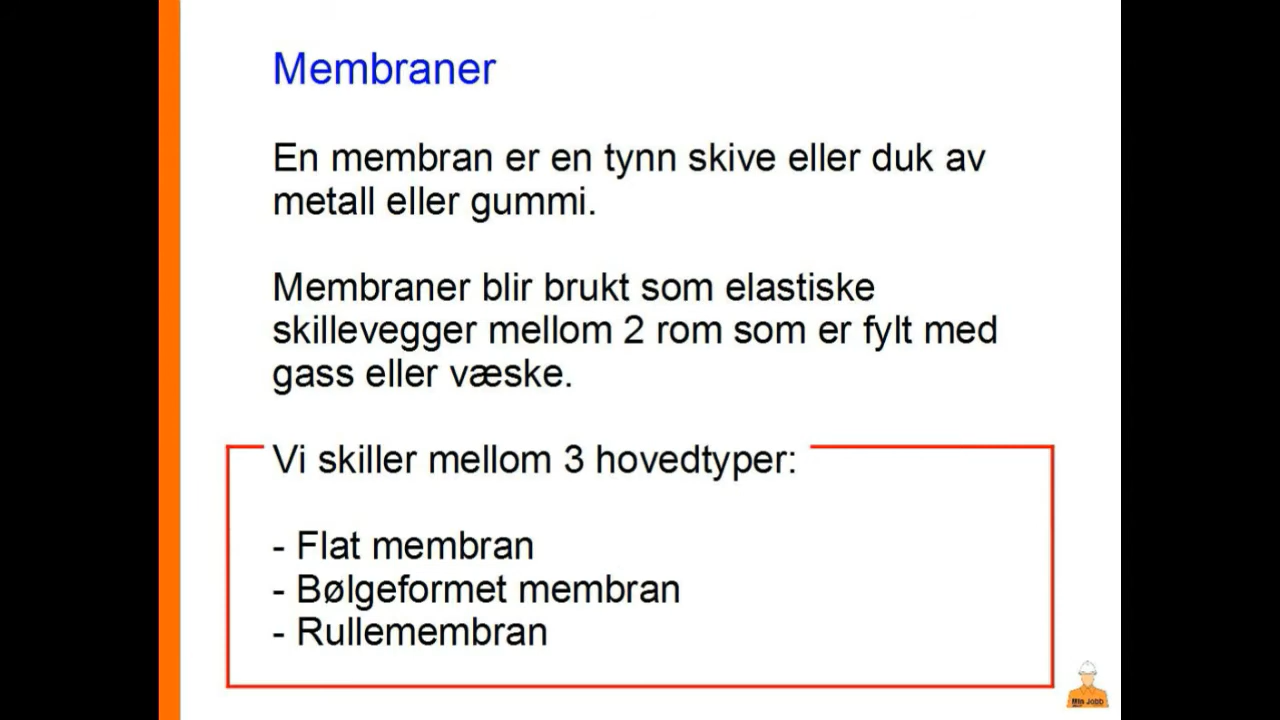 Membraner
En membran er en tynn skive eller duk av
metall eller gummi.
Membraner blir brukt som elastiske
skillevegger mellom 2 rom som er fylt med
gass eller væske.
Vi skiller mellom 3 hovedtyper:
- Flat membran
- Bølgeformet membran
- Rullemembran
Min Jobb